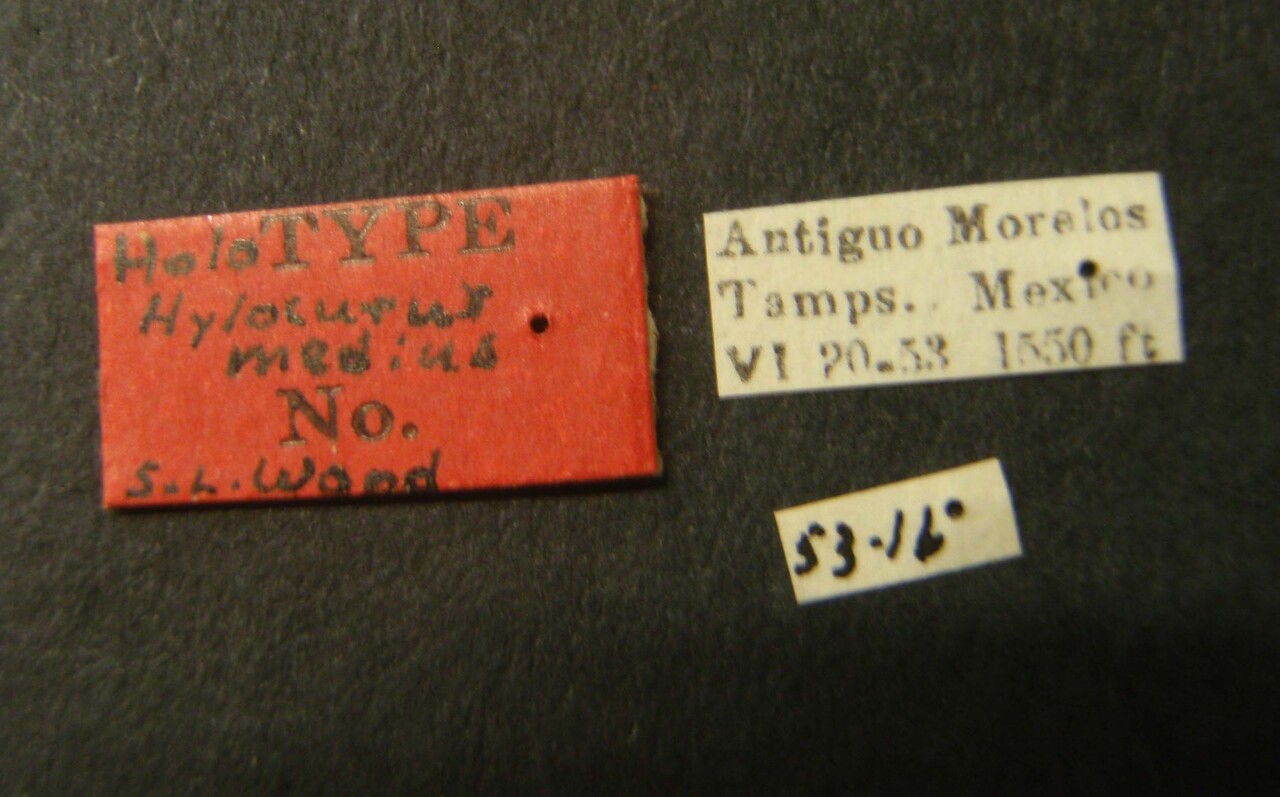 HoloTYPE
Hylocurus
medius
No.
S.L. Wood
Antiguo Morelos
Tamps. Mexico
VI 20-53 1550 ft
53-16